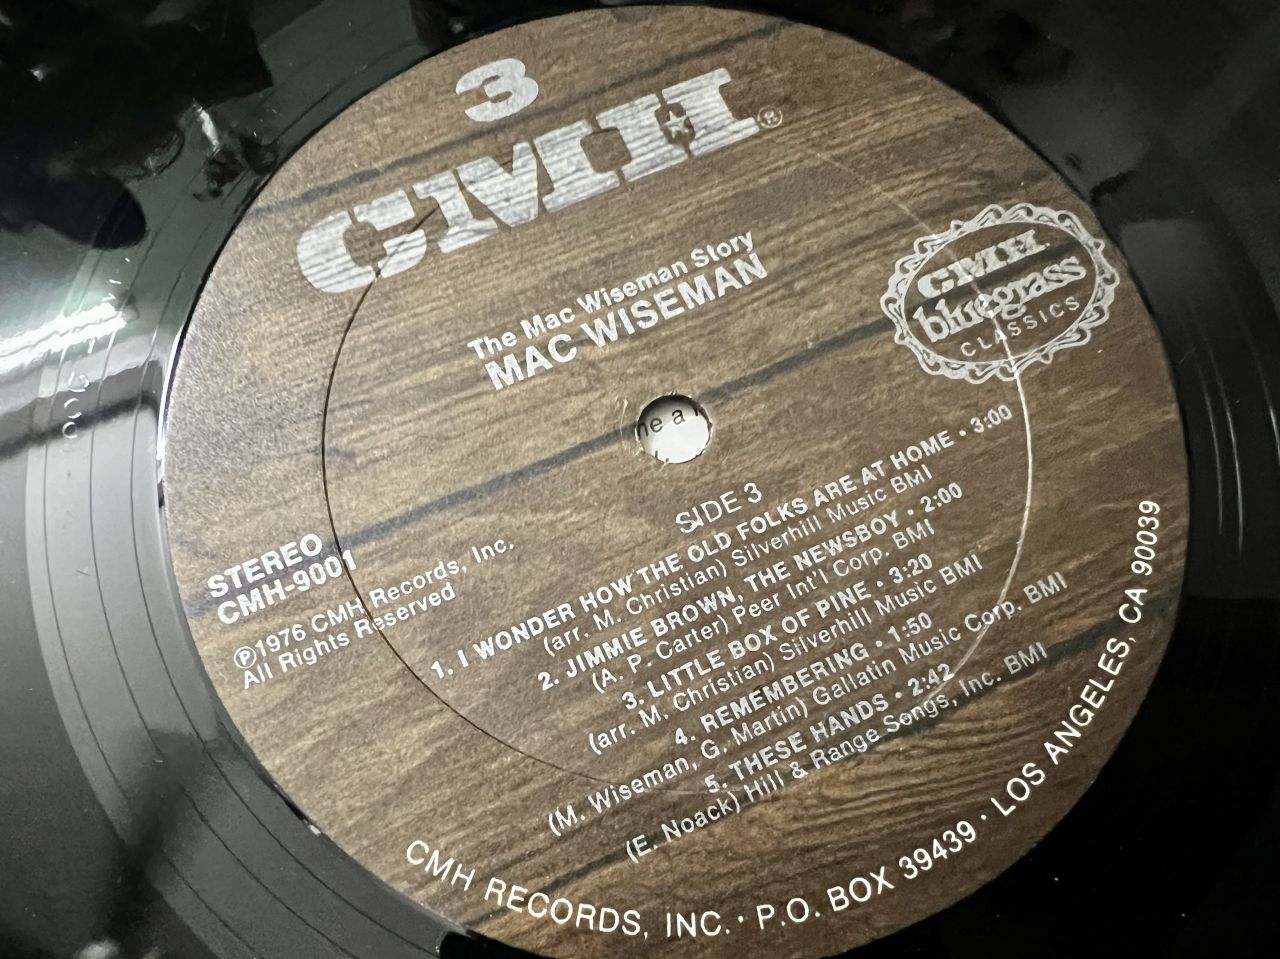 3
CMH®
The Mac Wiseman Story
MAC WISEMAN
CMH
bluegrass
CLASSICS
STEREO
CMH-9001
℗1976 CMH Records, Inc.
All Rights Reserved
SIDE 3
1. I WONDER HOW THE OLD FOLKS ARE AT HOME • 3:00
(arr. M. Christian) Silverhill Music BMI
2. JIMMIE BROWN, THE NEWSBOY • 2:00
(A. P. Carter) Peer Int'l Corp. BMI
3. LITTLE BOX OF PINE • 3:20
(arr. M. Christian) Silverhill Music BMI
4. REMEMBERING • 1:50
(M. Wiseman, G. Martin) Gallatin Music Corp. BMI
5. THESE HANDS • 2:42
(E. Noack) Hill & Range Songs, Inc. BMI
CMH RECORDS, INC. • P.O. BOX 39439 • LOS ANGELES, CA 90039